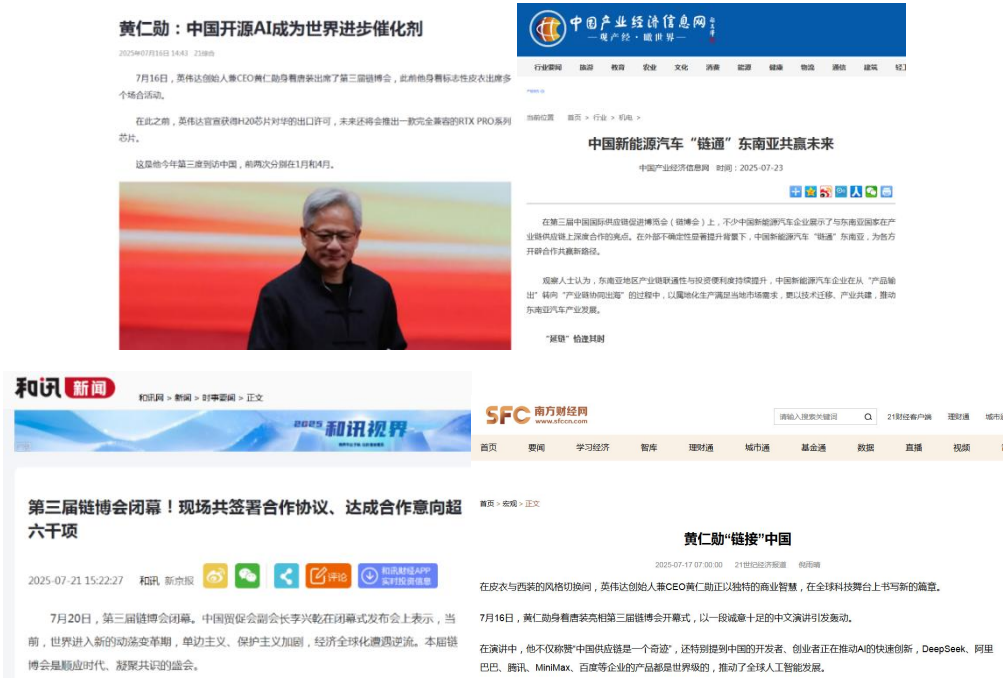 黄仁勋：中国开源AI成为世界进步催化剂
2025年07月16日 14:43 21财经
7月16日，英伟达创始人兼CEO黄仁勋身着唐装出席了第三届链博会，此前他身着标志性皮衣出席多
个场合活动。
在此之前，英伟达官宣获得H20芯片对华的出口许可，未来还将会推出一款完全兼容的RTX PRO系列
芯片。
这是他今年第三度到访中国，前两次分别在1月和4月。
中国产业经济信息网
—观产经·瞰世界—
行业要闻 旅游 教育 农业 文化 消费 能源 健康 物流 通信 建筑 轻工
当前位置 首页 > 行业 > 机电 >
中国新能源汽车“链通”东南亚共赢未来
中国产业经济信息网 时间：2025-07-23
在第三届中国国际供应链促进博览会（链博会）上，不少中国新能源汽车企业展示了与东南亚国家在产
业链供应链上深度合作的亮点。在外部不确定性显著提升背景下，中国新能源汽车“链通”东南亚，为各方
开辟合作共赢新路径。
观察人士认为，东南亚地区产业链联通性与投资便利度持续提升，中国新能源汽车企业在从“产品输
出”转向“产业链协同出海”的过程中，以属地化生产满足当地市场需求，更以技术迁移、产业共建，推动
东南亚汽车产业发展。
“延链”恰逢其时
和讯 新闻
和讯网 > 新闻 > 时事要闻 > 正文
2025 和讯视界
第三届链博会闭幕！现场共签署合作协议、达成合作意向超
六千项
2025-07-21 15:22:27 和讯 新京报
评论
和讯财经APP
实时投资信息
7月20日，第三届链博会闭幕。中国贸促会副会长李兴乾在闭幕式发布会上表示，当
前，世界进入新的动荡变革期，单边主义、保护主义加剧，经济全球化遭遇逆流。本届链
博会是顺应时代、凝聚共识的盛会。
SFC 南方财经网
www.sfccn.com
请输入搜索关键词 21财经客户端 理财通
首页 要闻 学习经济 智库 理财通 城市通 基金通 数据 直播 视频
首页 > 宏观 > 正文
黄仁勋“链接”中国
2025-07-17 07:00:00 21世纪经济报道 倪雨晴
在皮衣与西装的风格切换间，英伟达创始人兼CEO黄仁勋正以独特的商业智慧，在全球科技舞台上书写新的篇章。
7月16日，黄仁勋身着唐装亮相第三届链博会开幕式，以一段诚意十足的中文演讲引发轰动。
在演讲中，他不仅称赞“中国供应链是一个奇迹”，还特别提到中国的开发者、创业者正在推动AI的快速创新，DeepSeek、阿里
巴巴、腾讯、MiniMax、百度等企业的产品都是世界级的，推动了全球人工智能发展。